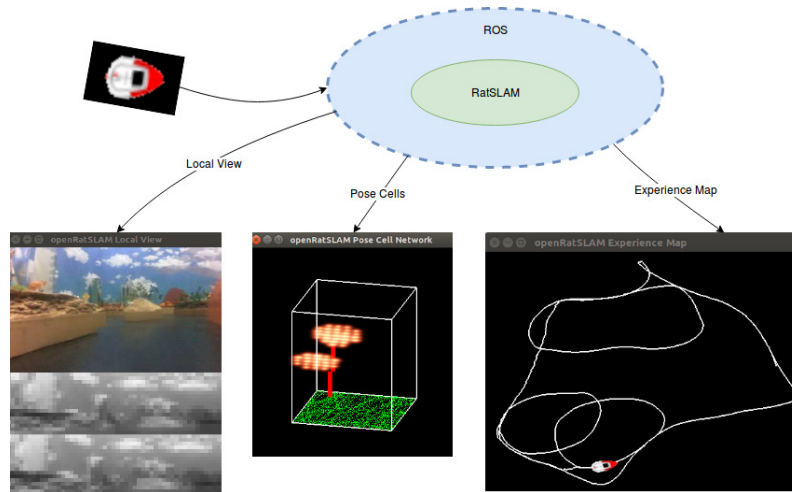 ROS
RatSLAM
Local View
Pose Cells
Experience Map
openRatSLAM Local View
openRatSLAM Pose Cell Network
openRatSLAM Experience Map